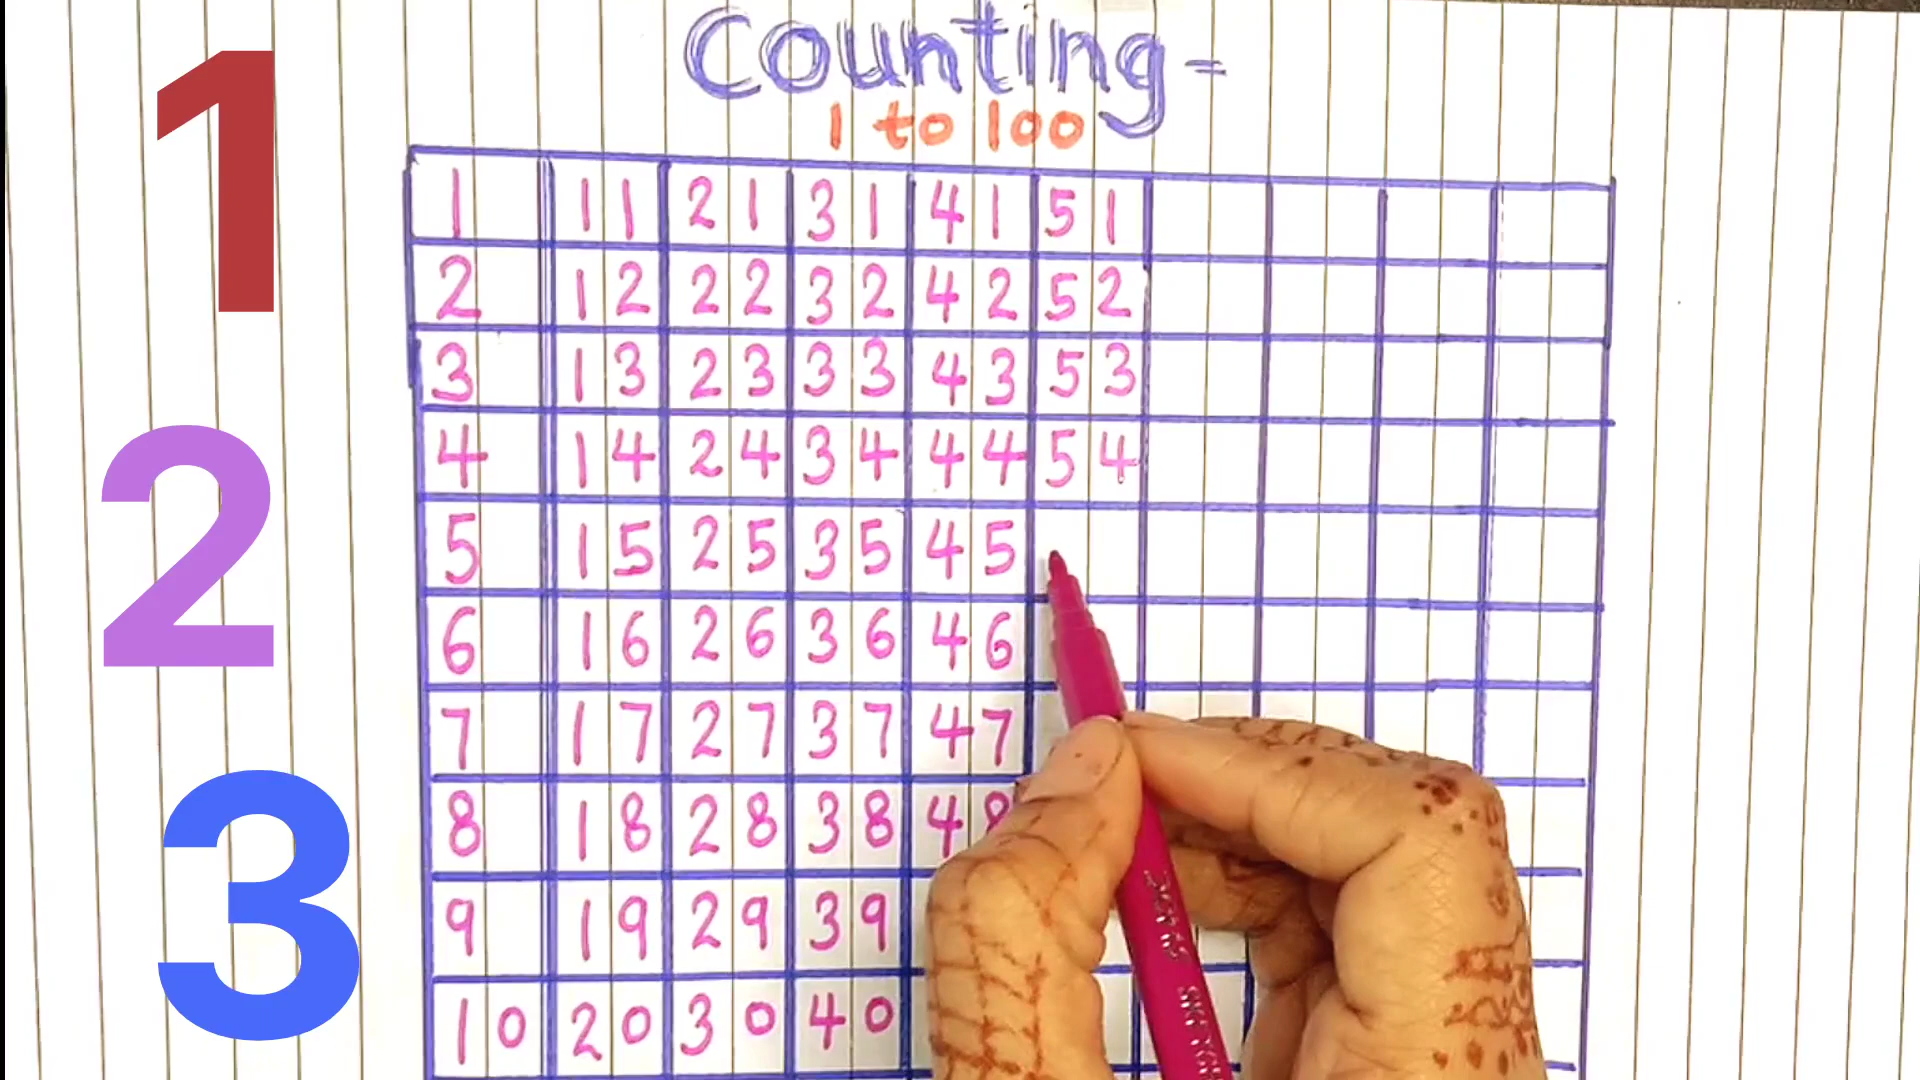 Counting =
1 to 100
1 11 21 31 41 51
2 12 22 32 42 52
3 13 23 33 43 53
4 14 24 34 44 54
5 15 25 35 45
6 16 26 36 46
7 17 27 37 47
8 18 28 38 48
9 19 29 39
10 20 30 40
1
2
3